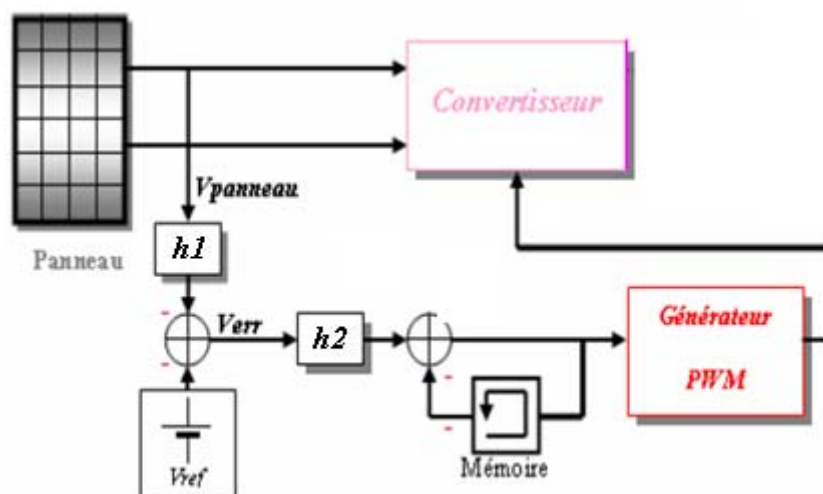 Convertisseur
Vpanneau
Panneau
h1
Verr
h2
Générateur
PWM
Mémoire
Vref